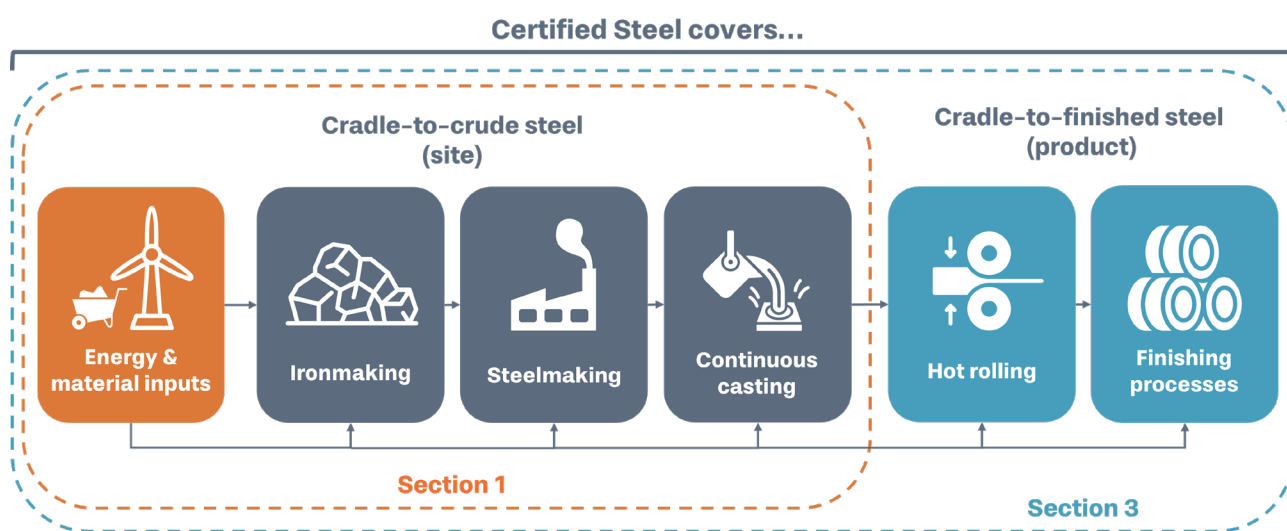 Certified Steel covers...
Cradle-to-crude steel
(site)
Cradle-to-finished steel
(product)
Energy &
material inputs
Ironmaking
Steelmaking
Continuous
casting
Hot rolling
Finishing
processes
Section 1
Section 3